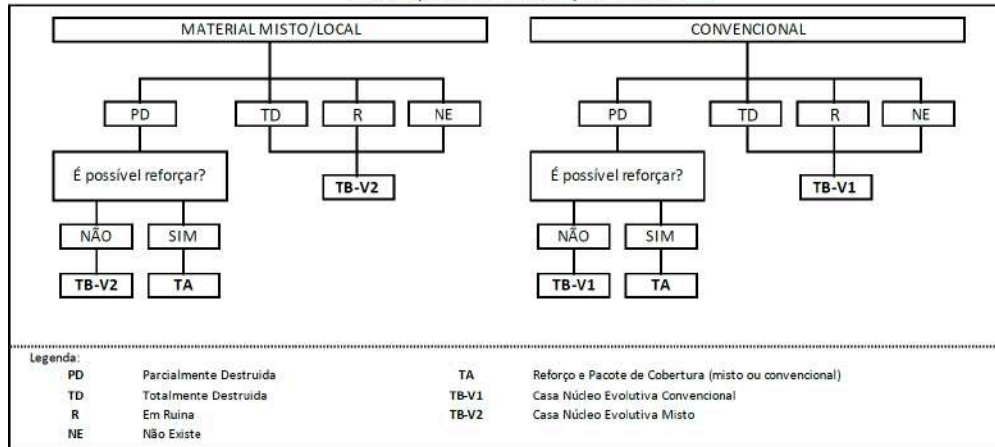 MATERIAL MISTO/LOCAL
PD
TD
R
NE
É possível reforçar?
TB-V2
NÃO
SIM
TB-V2
TA
CONVENCIONAL
PD
TD
R
NE
É possível reforçar?
TB-V1
NÃO
SIM
TB-V1
TA
Legenda:
PD Parcialmente Destruida
TD Totalmente Destruida
R Em Ruina
NE Não Existe
TA Reforço e Pacote de Cobertura (misto ou convencional)
TB-V1 Casa Núcleo Evolutiva Convencional
TB-V2 Casa Núcleo Evolutiva Misto